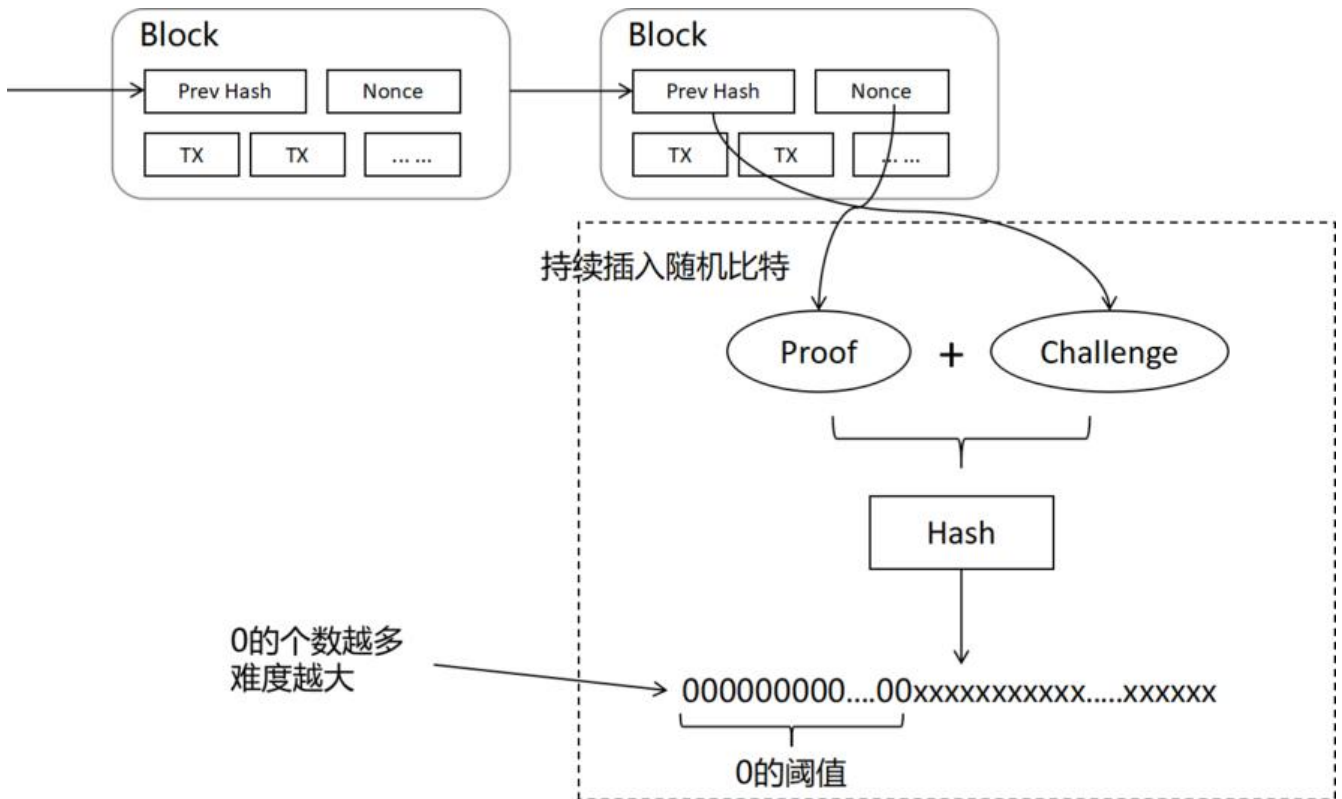 Block
Prev Hash
Nonce
TX
TX
... ...
Block
Prev Hash
Nonce
TX
TX
... ...
持续插入随机比特
Proof
+
Challenge
Hash
0的个数越多
难度越大
000000000....00xxxxxxxxxxx.....xxxxxx
0的阈值